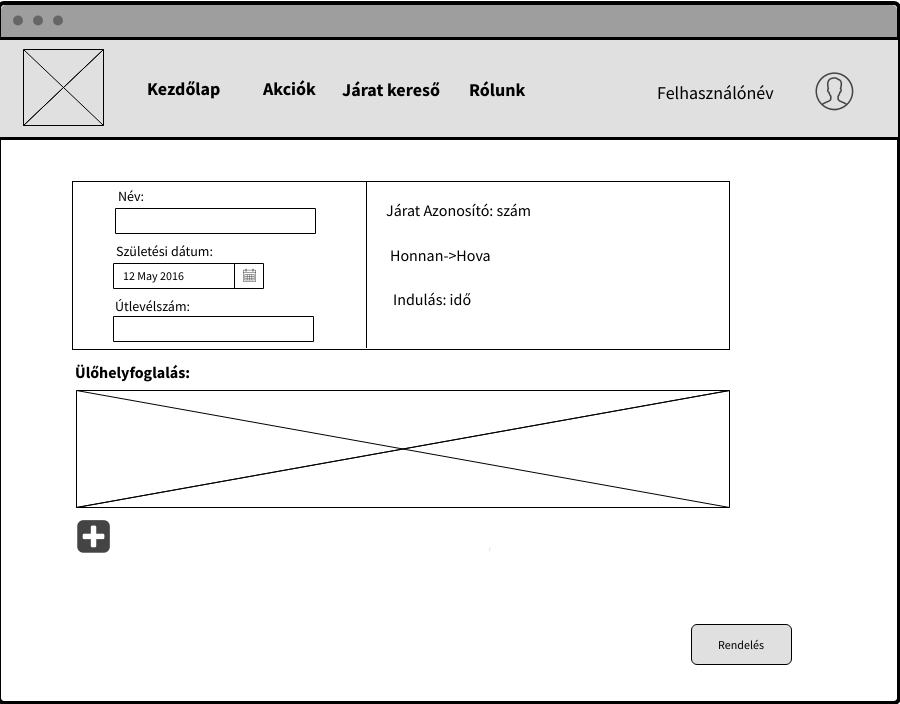 Kezdőlap Akciók Járat kereső Rólunk Felhasználónév
Név:
Születési dátum:
12 May 2016
Útlevélszám:
Járat Azonosító: szám
Honnan->Hova
Indulás: idő
Ülőhelyfoglalás:
Rendelés